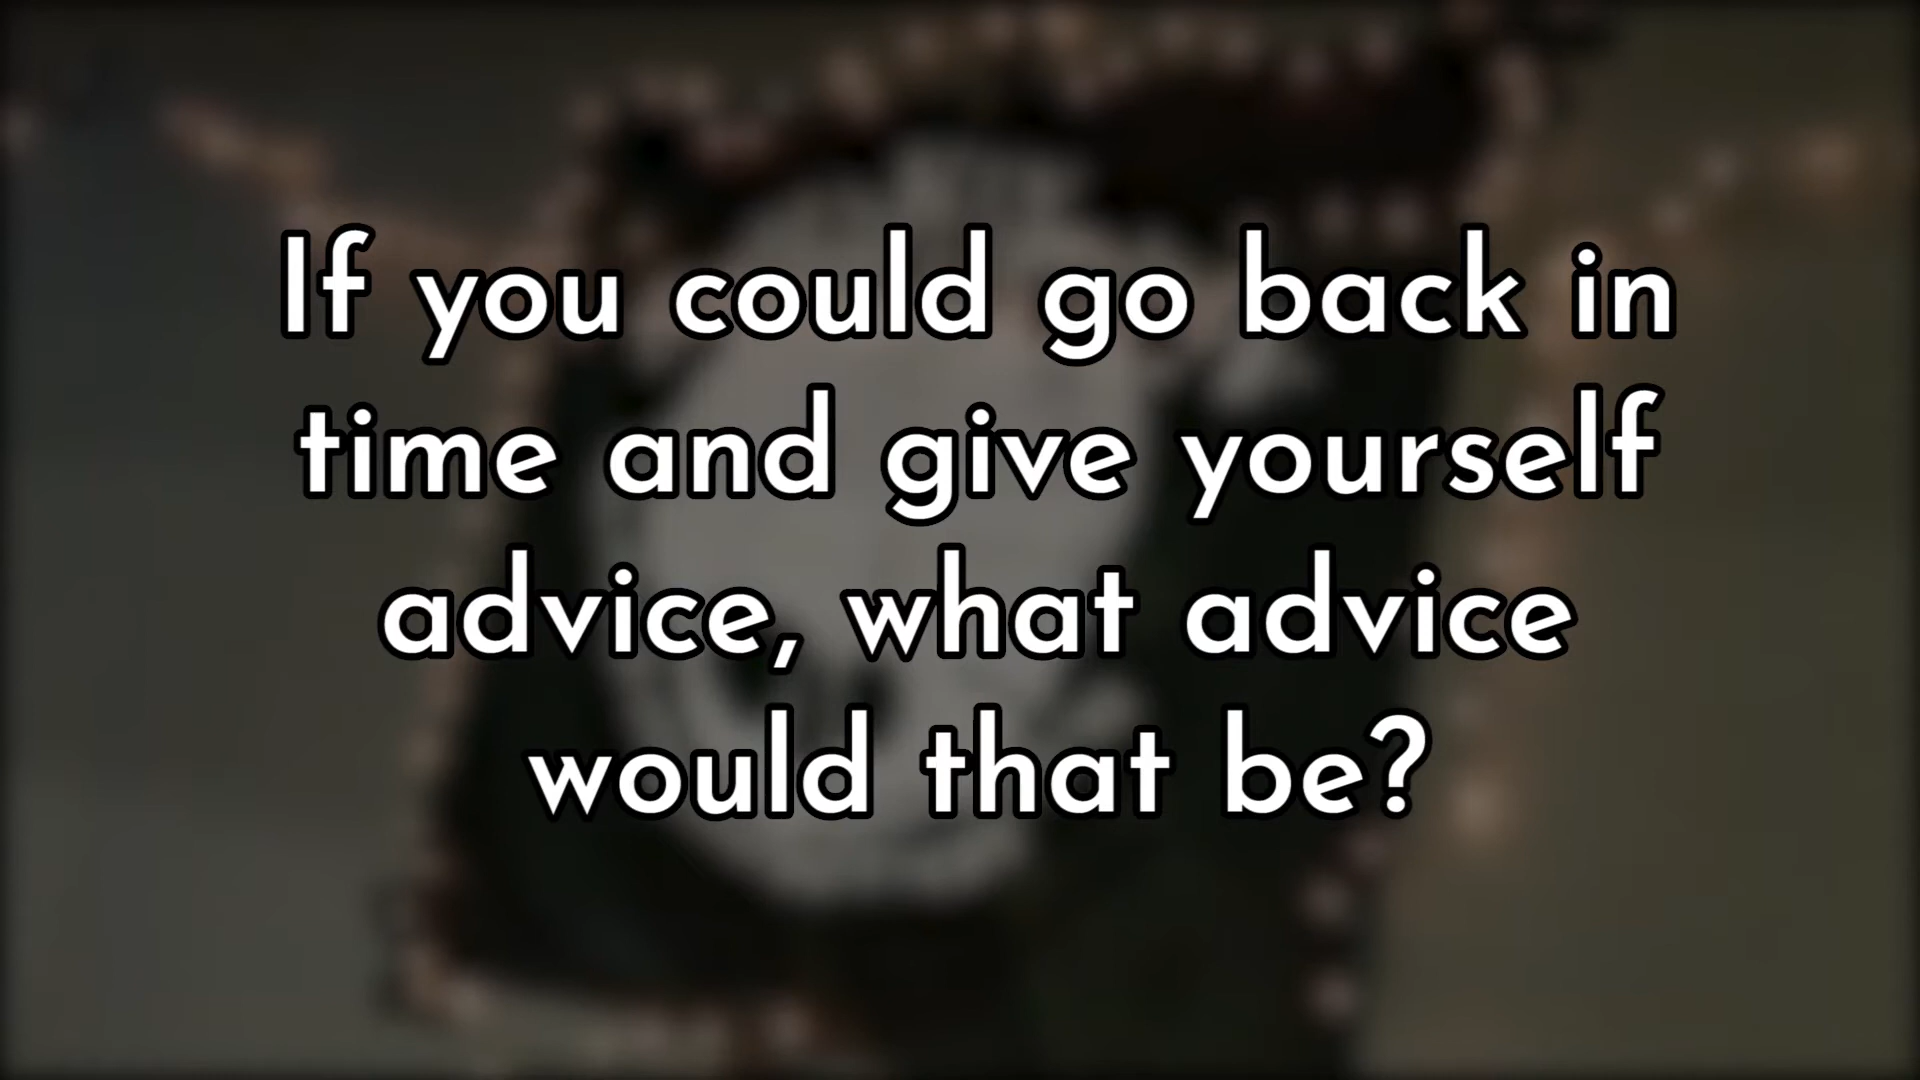 If you could go back in
time and give yourself
advice, what advice
would that be?